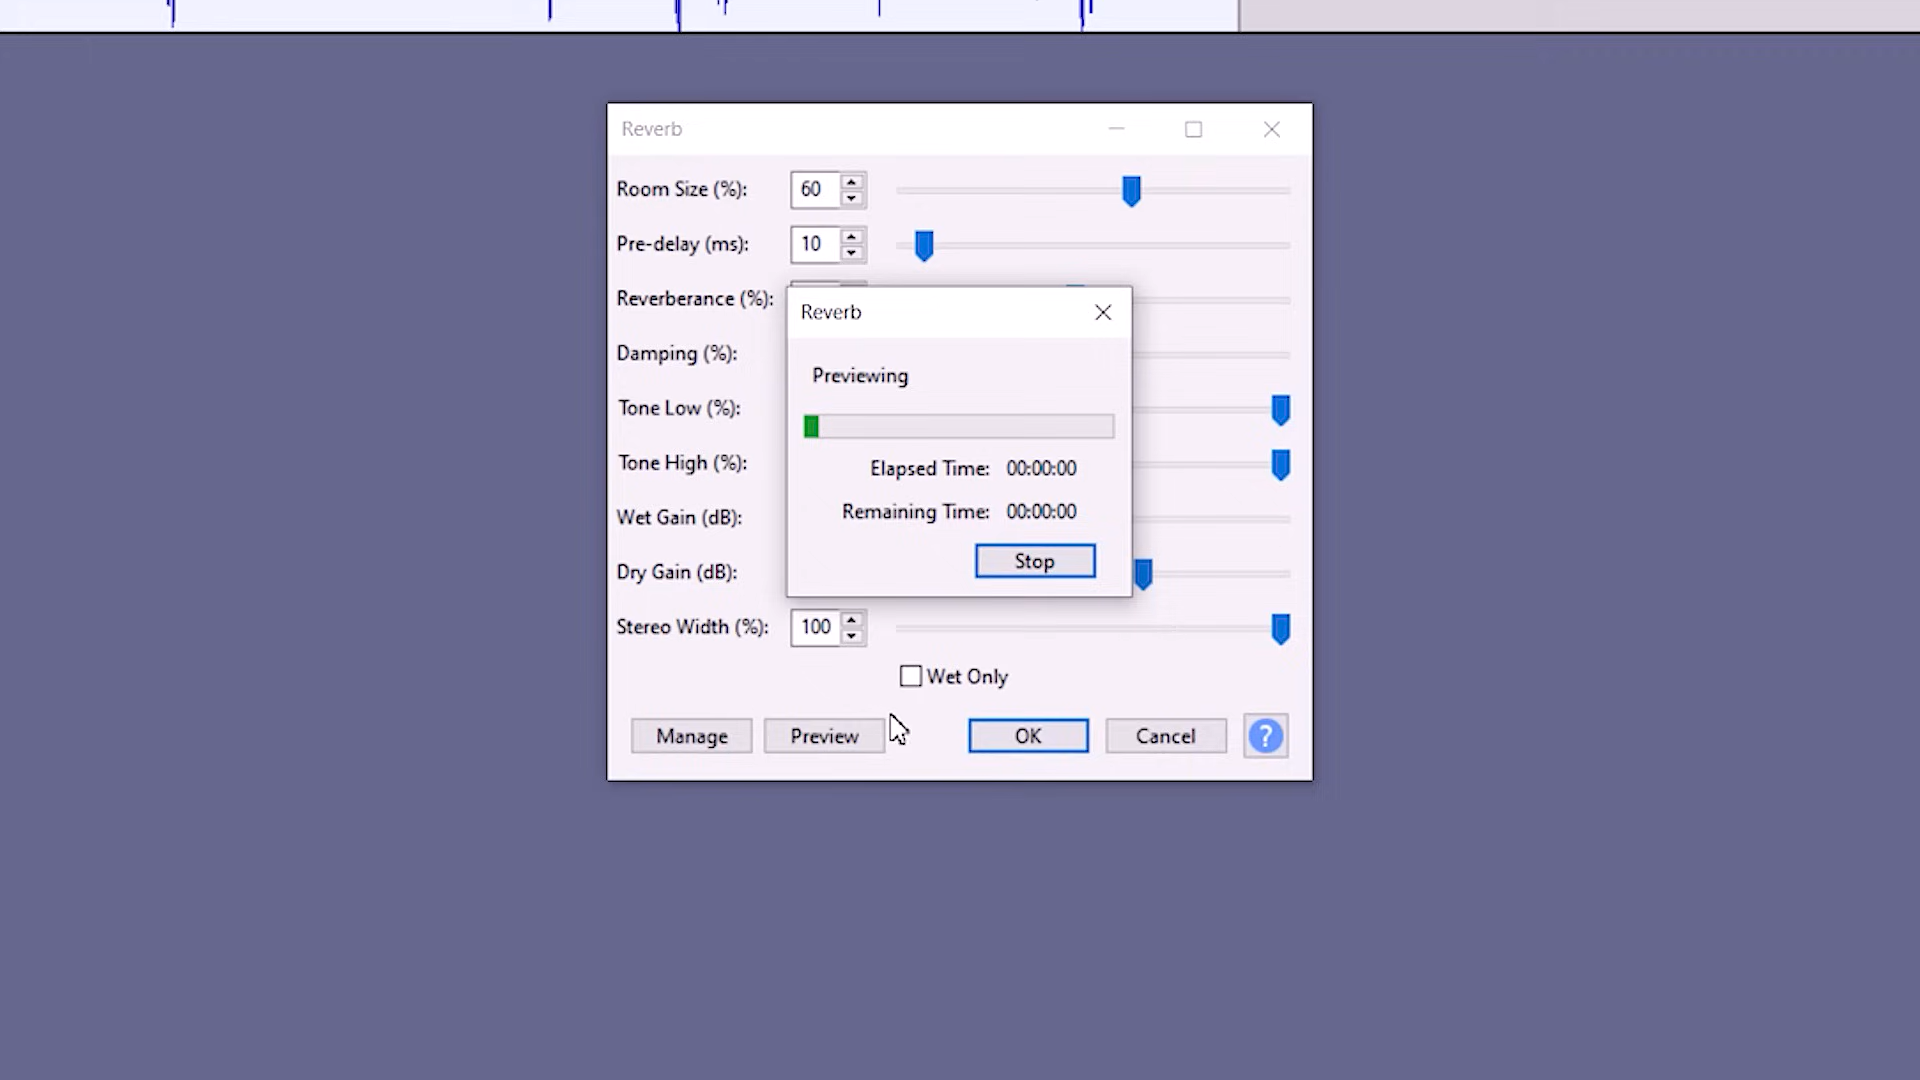 Reverb
Room Size (%): 60
Pre-delay (ms): 10
Reverberance (%):
Damping (%):
Tone Low (%):
Tone High (%):
Wet Gain (dB):
Dry Gain (dB):
Reverb
Previewing
Elapsed Time: 00:00:00
Remaining Time: 00:00:00
Stop
Stereo Width (%): 100
Wet Only
Manage Preview OK Cancel ?